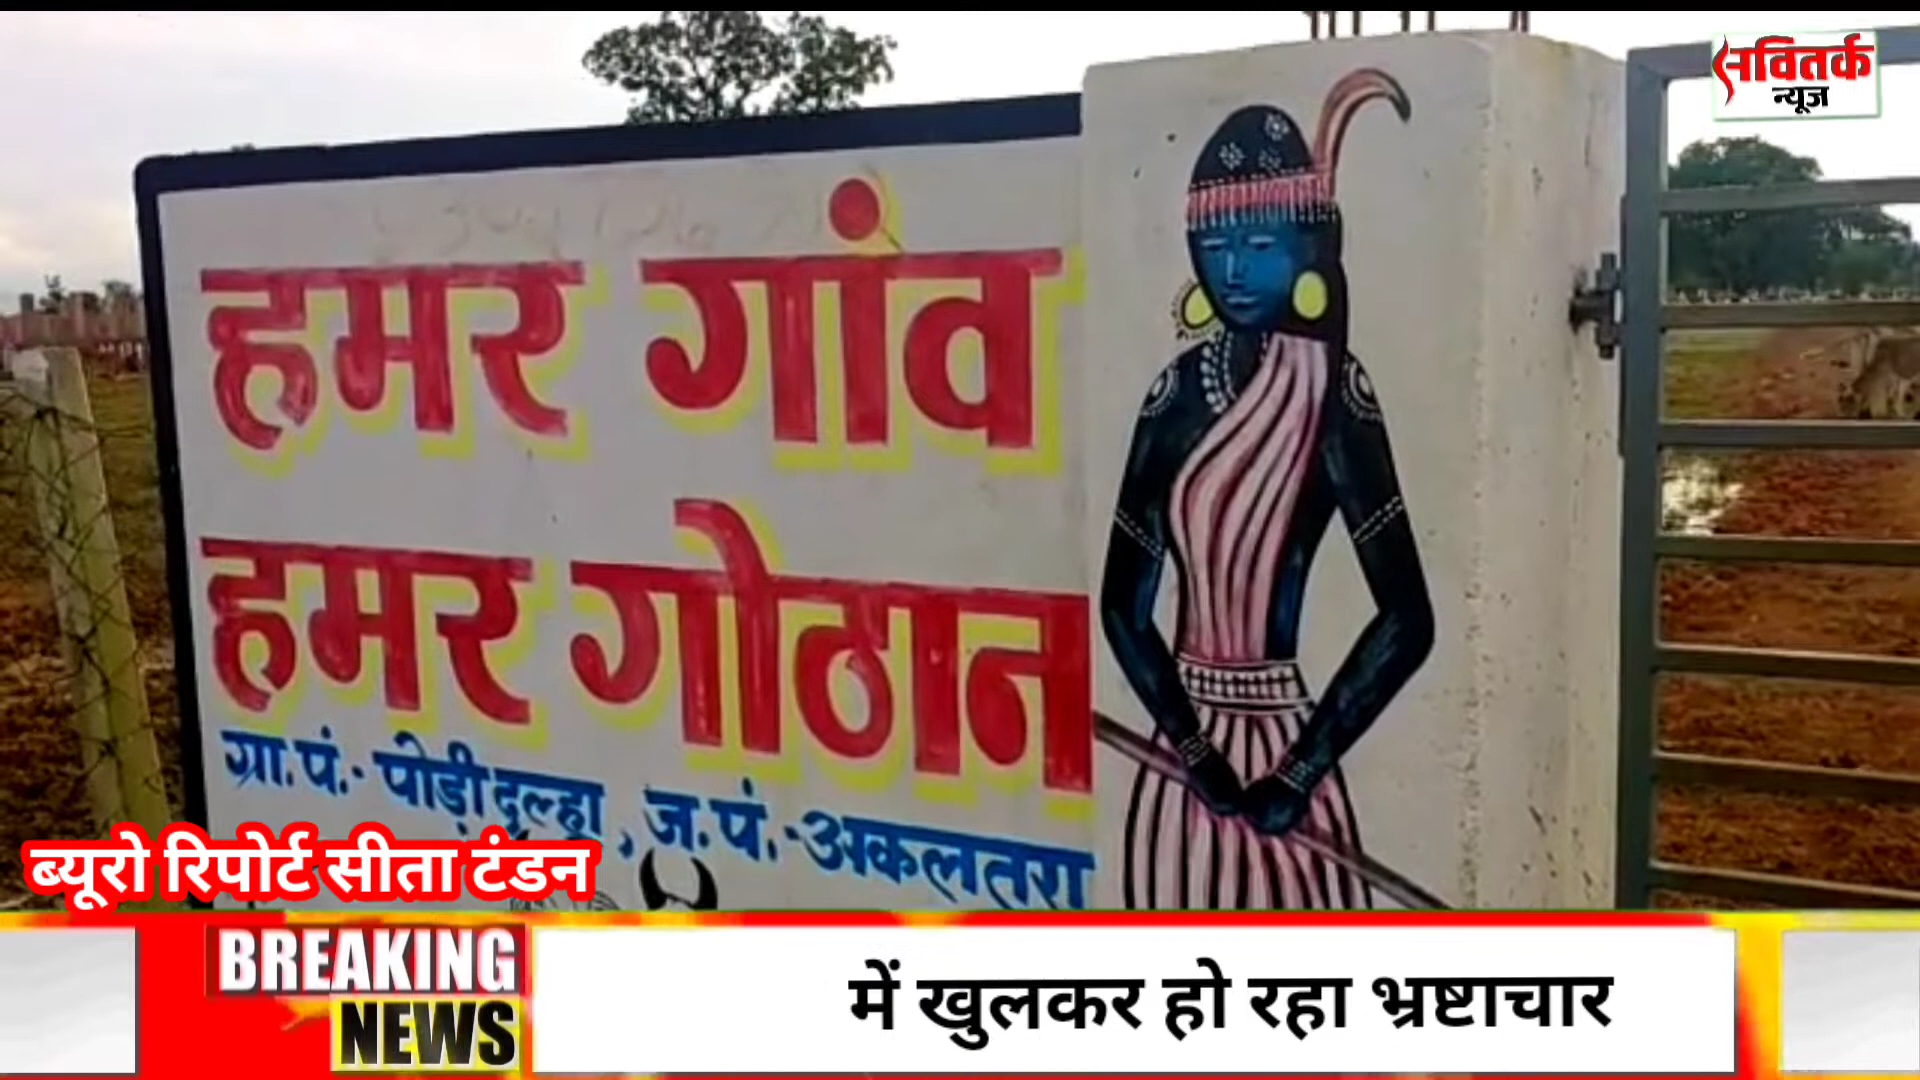 सवितर्क
न्यूज
हमर गांव
हमर गोठान
ग्रा.पं.- पोड़ी दल्हा, ज.पं.-अकलतरा
ब्यूरो रिपोर्ट सीता टंडन
BREAKING
NEWS
में खुलकर हो रहा भ्रष्टाचार